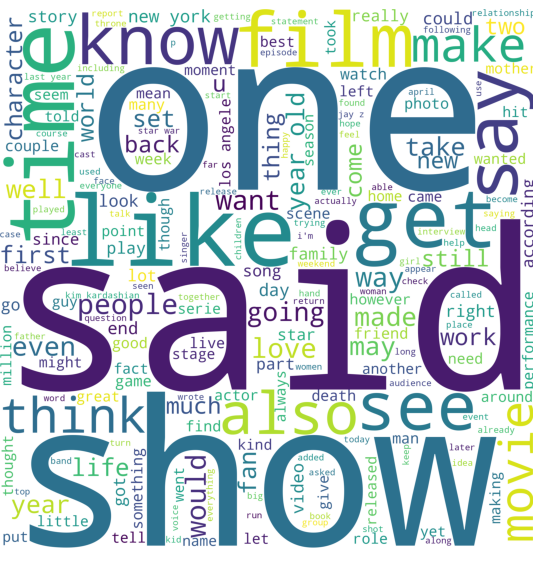 story
new york
report
throne
getting
statement
relationship
following
character
know
film
took
really
could
two
make
mother
time
p
including
best
episode
moment
u
watch
seem
last year
told
course
couple
world
mean
many
set
star war
back
week
cast
los angeles
start
thing
season
year old
left
april
photo
found
jay z
hope
feel
happy
come
one
take
new
use
hit
wanted
say
well
used
face
everyone
far
release
played
look
talk
though
want
ever
actually
able
home
came
become
saying
case
since
least
point
play
like
singer
children
scene
trying
i'm
family
weekend
get
interview
help
head
still
girl
according
first
believe
go
guy
kim kardashian
people
question
together
seen
lot
song
day
hand
return
going
woman
way
appear
check
however
made
called
right
place
work
need
said
million
father
even
might
end
good
serie
live
stage
star
love
friend
may
long
another
audience
performance
fact
game
part
women
word
great
wrote
much
actor
always
death
around
think
find
also
see
event
already
thought
turn
band
life
got
something
kind
fan
man
today
later
movie
year
little
top
voice
went
everything
would
big
video
added
asked
given
book
group
released
keep
idea
making
put
tell
kid
name
run
let
shot
role
yet
along
show